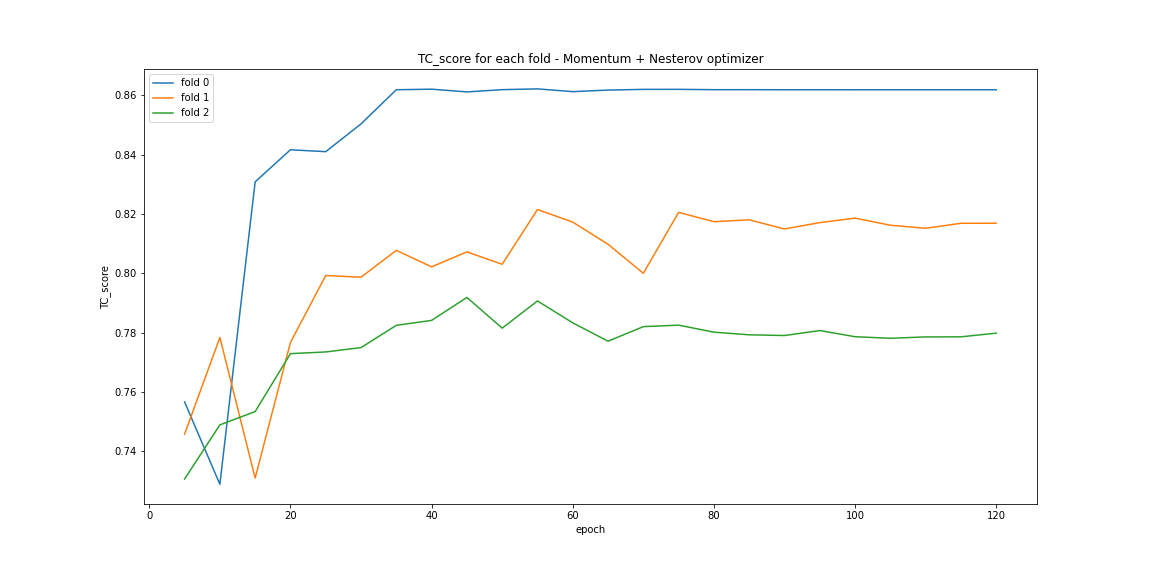 TC_score for each fold - Momentum + Nesterov optimizer
fold 0
fold 1
fold 2
0.86
0.84
0.82
0.80
0.78
0.76
0.74
TC_score
0 20 40 60 80 100 120
epoch